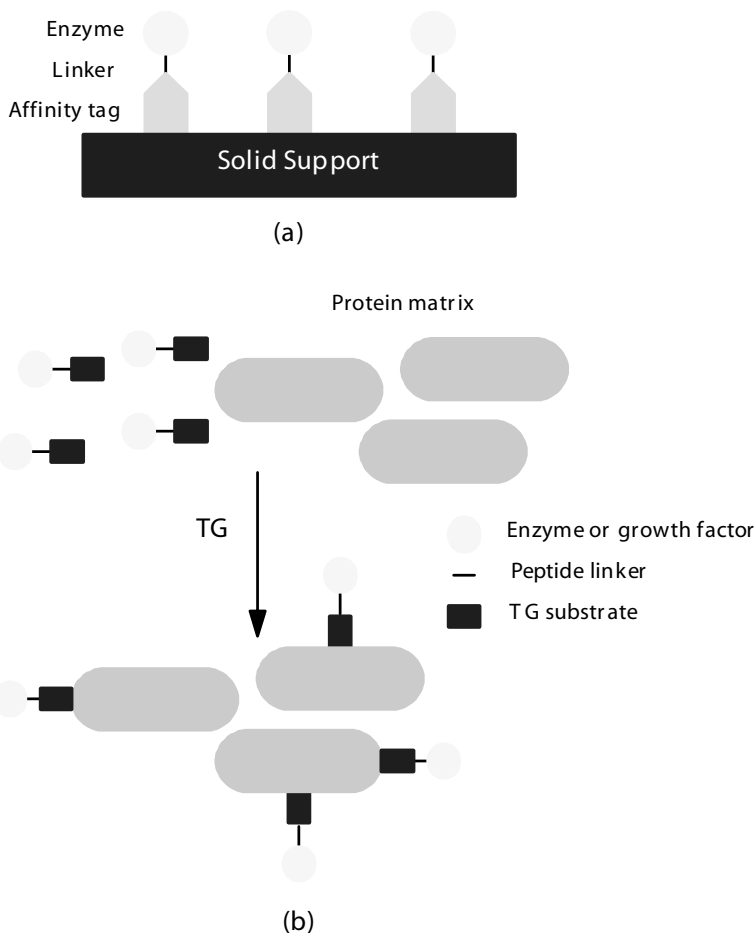 Enzyme
Linker
Affinity tag
Solid Support
(a)
Protein matrix
TG
Enzyme or growth factor
Peptide linker
TG substrate
(b)